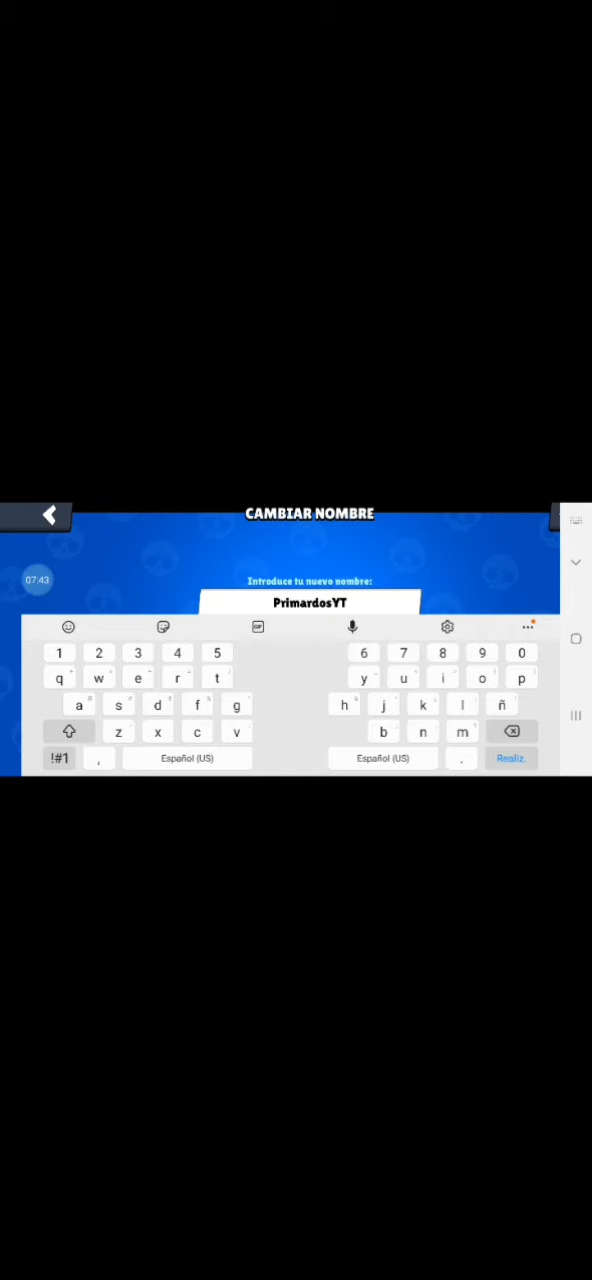 CAMBIAR NOMBRE
07:43
Introduce tu nuevo nombre:
PrimardosYT
GIF
1 2 3 4 5 6 7 8 9 0
q w e r t y u i o p
a s d f g h j k l ñ
z x c v b n m
!#1 , Español (US) Español (US) . Realiz.